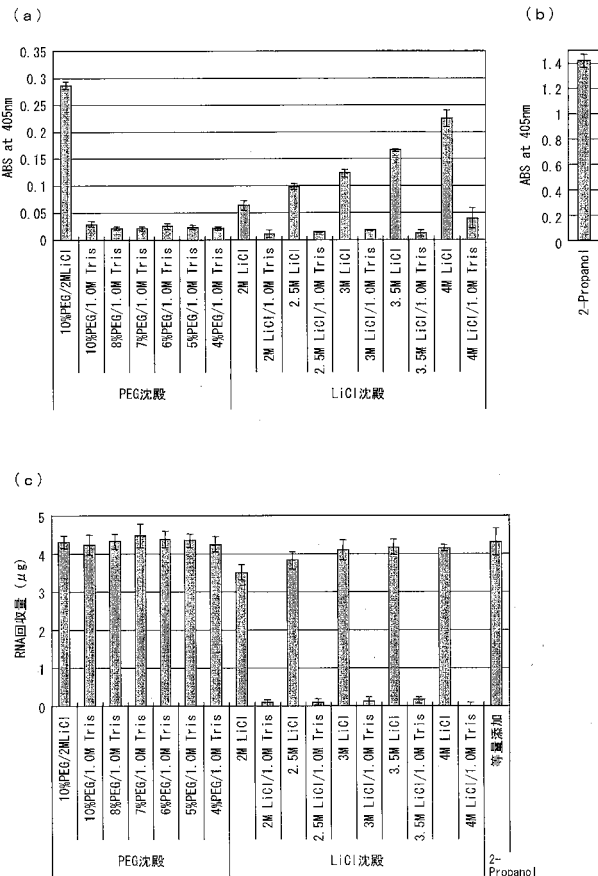 (a)
ABS at 405nm
0.35
0.3
0.25
0.2
0.15
0.1
0.05
0
10%PEG/2MLiCl
10%PEG/1.0M Tris
8%PEG/1.0M Tris
7%PEG/1.0M Tris
6%PEG/1.0M Tris
5%PEG/1.0M Tris
4%PEG/1.0M Tris
2M LiCl
2M LiCl/1.0M Tris
2.5M LiCl
2.5M LiCl/1.0M Tris
3M LiCl
3M LiCl/1.0M Tris
3.5M LiCl
3.5M LiCl/1.0M Tris
4M LiCl
4M LiCl/1.0M Tris
PEG沈殿
LiCl沈殿
(b)
ABS at 405nm
1.4
1.2
1
0.8
0.6
0.4
0.2
0
2-Propanol
(c)
RNA回収量 (μg)
5
4
3
2
1
0
10%PEG/2MLiCl
10%PEG/1.0M Tris
8%PEG/1.0M Tris
7%PEG/1.0M Tris
6%PEG/1.0M Tris
5%PEG/1.0M Tris
4%PEG/1.0M Tris
2M LiCl
2M LiCl/1.0M Tris
2.5M LiCl
2.5M LiCl/1.0M Tris
3M LiCl
3M LiCl/1.0M Tris
3.5M LiCl
3.5M LiCl/1.0M Tris
4M LiCl
4M LiCl/1.0M Tris
等量添加
PEG沈殿
LiCl沈殿
2-
Propanol